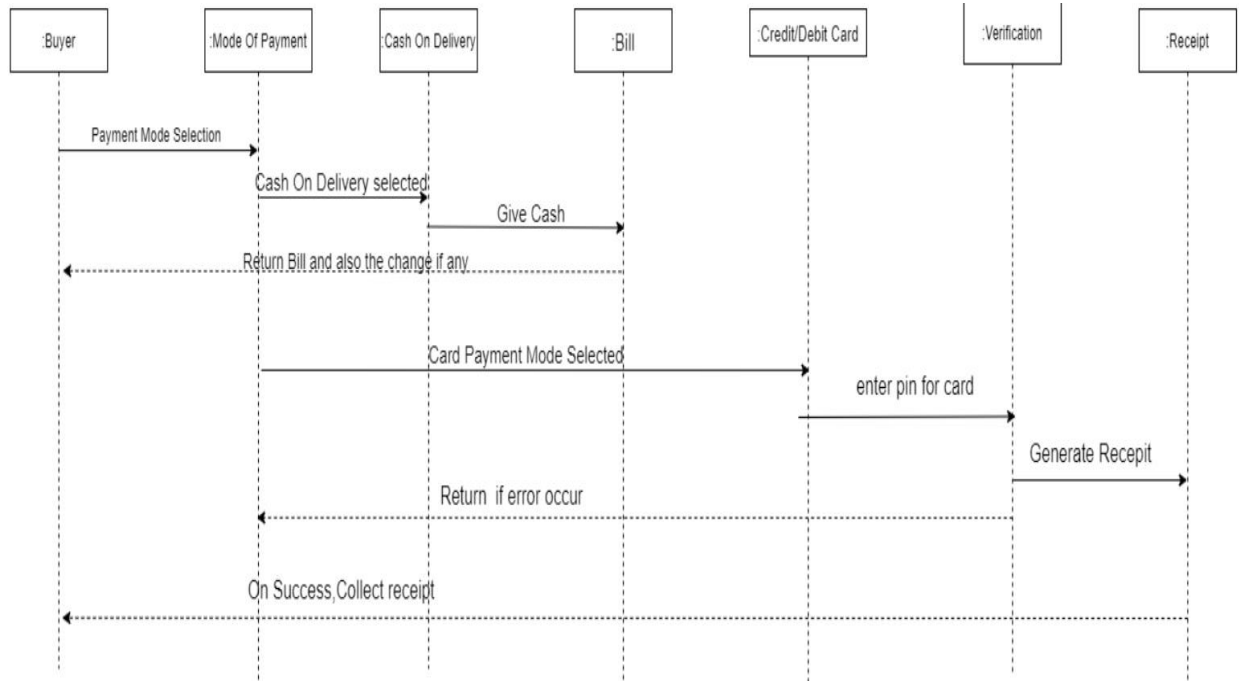 :Buyer
:Mode Of Payment
:Cash On Delivery
:Bill
:Credit/Debit Card
:Verification
:Receipt
Payment Mode Selection
Cash On Delivery selected
Give Cash
Return Bill and also the change if any
Card Payment Mode Selected
enter pin for card
Generate Recepit
Return if error occur
On Success,Collect receipt